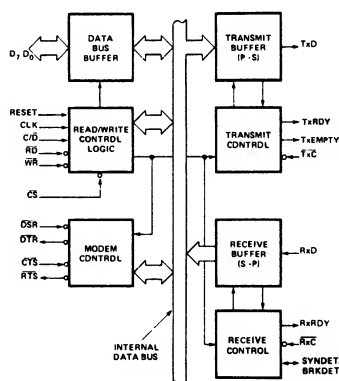 D7 D0
DATA
BUS
BUFFER
TRANSMIT
BUFFER
(P - S)
TxD
RESET
CLK
C/D
RD
WR
CS
READ/WRITE
CONTROL
LOGIC
TRANSMIT
CONTROL
TxRDY
TxEMPTY
TxC
DSR
DTR
CTS
RTS
MODEM
CONTROL
RECEIVE
BUFFER
(S - P)
RxD
INTERNAL
DATA BUS
RECEIVE
CONTROL
RxRDY
RxC
SYNDET/
BRKDET